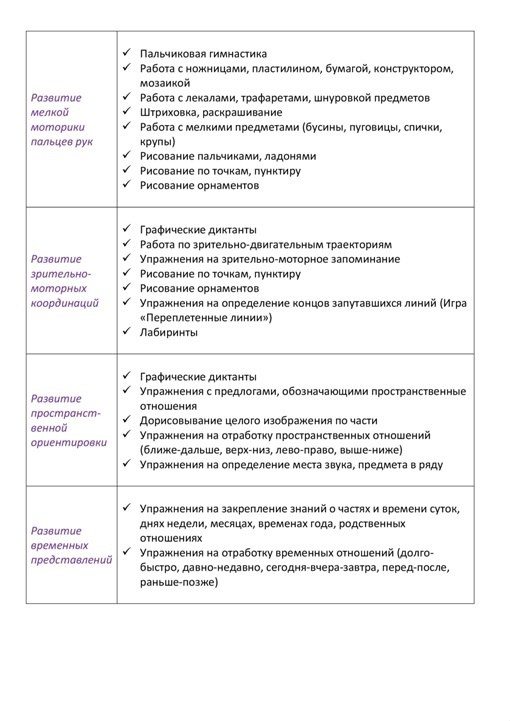 Развитие
мелкой
моторики
пальцев рук
✓ Пальчиковая гимнастика
✓ Работа с ножницами, пластилином, бумагой, конструктором,
мозаикой
✓ Работа с лекалами, трафаретами, шнуровкой предметов
✓ Штриховка, раскрашивание
✓ Работа с мелкими предметами (бусины, пуговицы, спички,
крупы)
✓ Рисование пальчиками, ладонями
✓ Рисование по точкам, пунктиру
✓ Рисование орнаментов
Развитие
зрительно-
моторных
координаций
✓ Графические диктанты
✓ Работа по зрительно-двигательным траекториям
✓ Упражнения на зрительно-моторное запоминание
✓ Рисование по точкам, пунктиру
✓ Рисование орнаментов
✓ Упражнения на определение концов запутавшихся линий (Игра
«Переплетенные линии»)
✓ Лабиринты
Развитие
пространст-
венной
ориентировки
✓ Графические диктанты
✓ Упражнения с предлогами, обозначающими пространственные
отношения
✓ Дорисовывание целого изображения по части
✓ Упражнения на отработку пространственных отношений
(ближе-дальше, верх-низ, лево-право, выше-ниже)
✓ Упражнения на определение места звука, предмета в ряду
Развитие
временных
представлений
✓ Упражнения на закрепление знаний о частях и времени суток,
днях недели, месяцах, временах года, родственных
отношениях
✓ Упражнения на отработку временных отношений (долго-
быстро, давно-недавно, сегодня-вчера-завтра, перед-после,
раньше-позже)